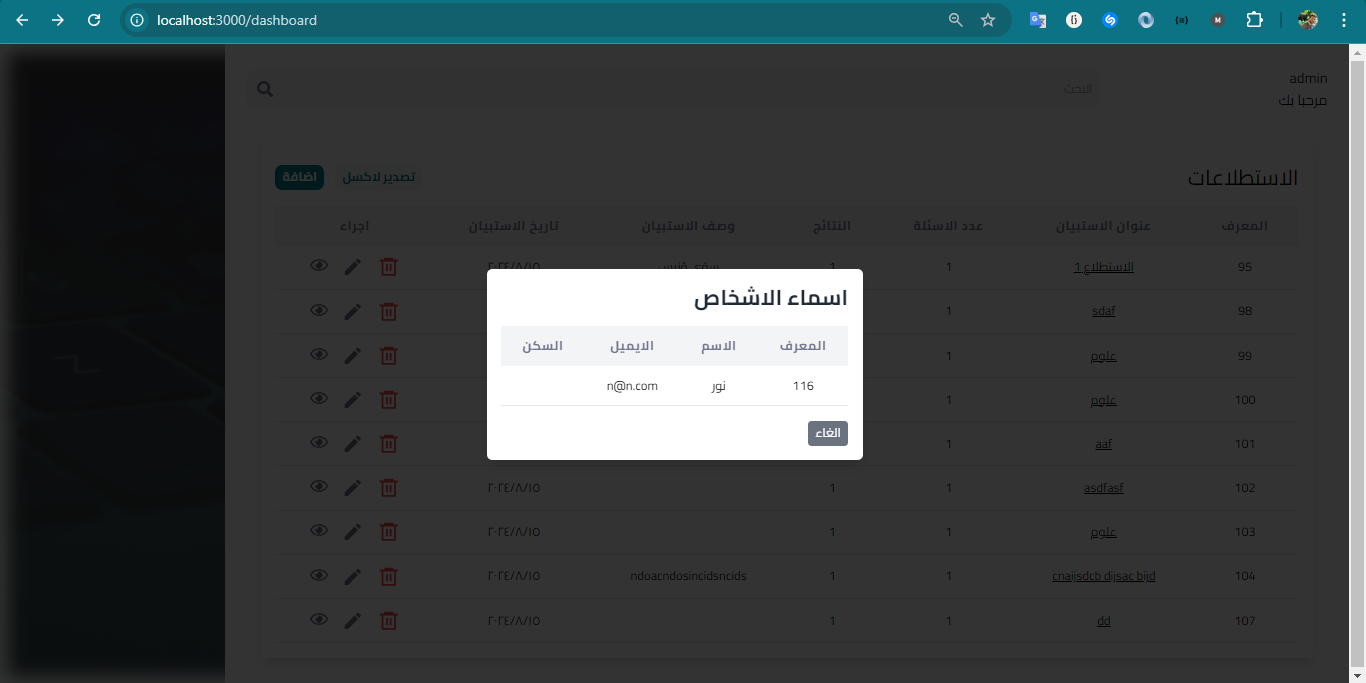 localhost:3000/dashboard
admin
مرحبا بك
البحث
الاستطلاعات
تصدير لاكسل
اضافة
المعرف عنوان الاستبيان عدد الاسئلة النتائج وصف الاستبيان تاريخ الاستبيان اجراء
95 الاستطلاع 1 1 1 ٢٠٢٤/٨/١٥
98 sdaf 1
99 علوم 1
100 علوم 1
101 aaf 1
102 asdfasf 1 1 ٢٠٢٤/٨/١٥
103 علوم 1 1 ٢٠٢٤/٨/١٥
104 cnaijsdcb dijsac bijd 1 1 ndoacndosincidsncids ٢٠٢٤/٨/١٥
107 dd 1 1 ٢٠٢٤/٨/١٥
اسماء الاشخاص
المعرف الاسم الايميل السكن
116 نور n@n.com
الغاء